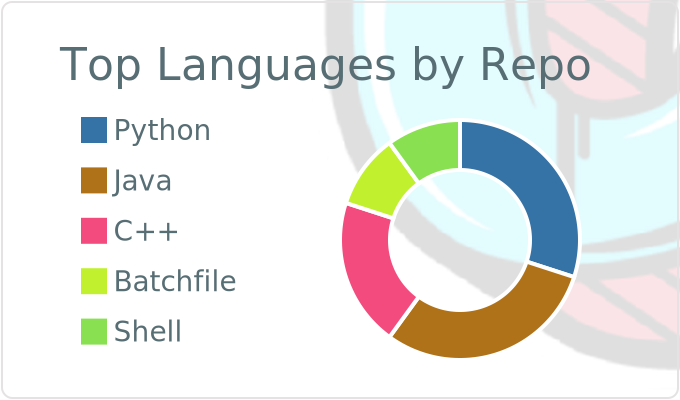 Top Languages by Repo
Python
Java
C++
Batchfile
Shell